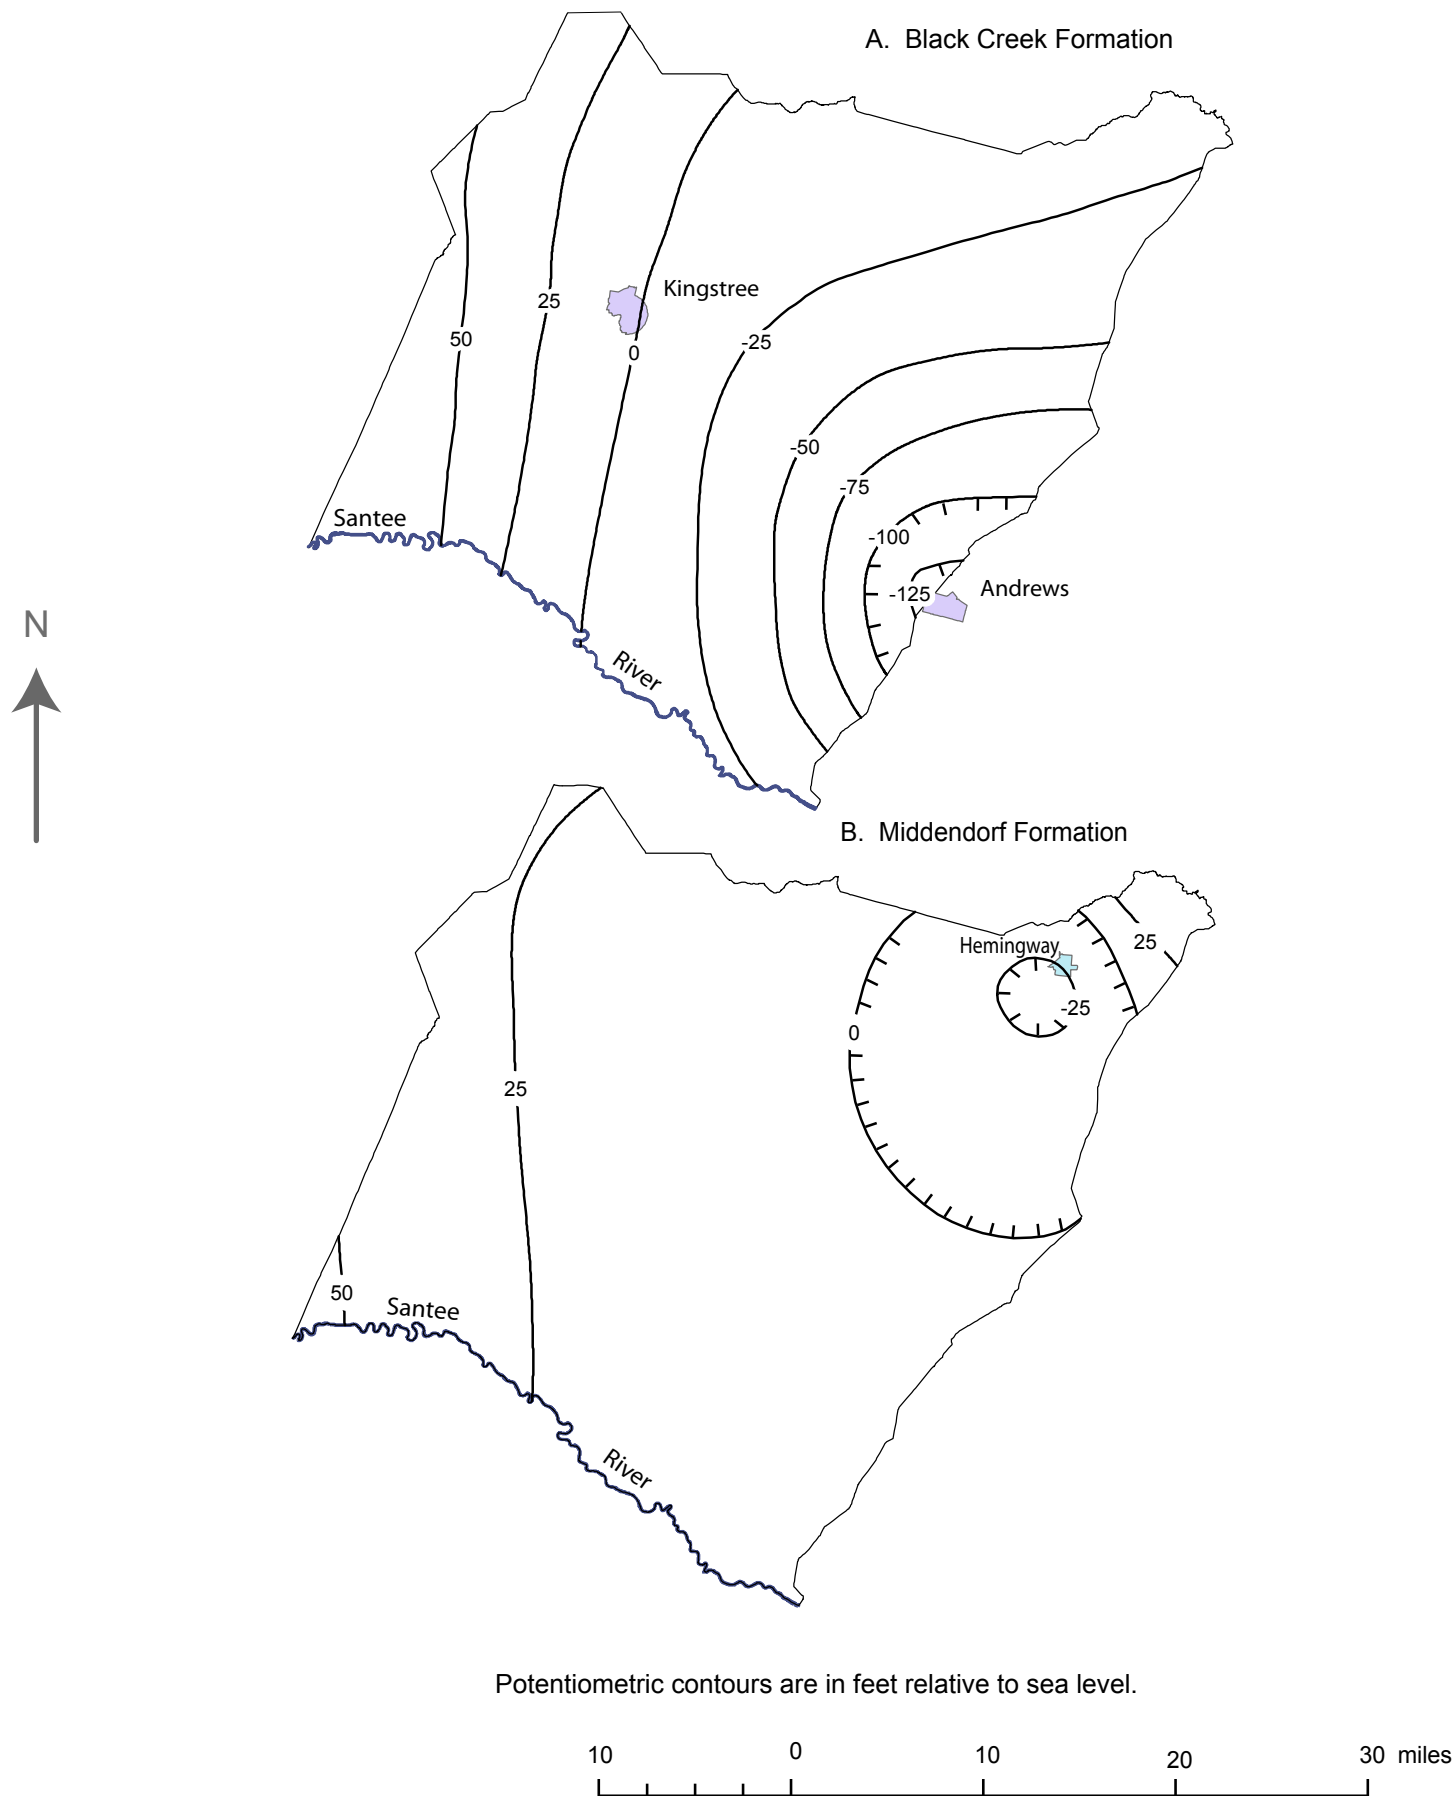 A. Black Creek Formation
Kingstree
25
50
0
-25
-50
-75
Santee
-100
-125
Andrews
N
River
B. Middendorf Formation
Hemingway
25
-25
0
25
50
Santee
River
Potentiometric contours are in feet relative to sea level.
10 0 10 20 30 miles